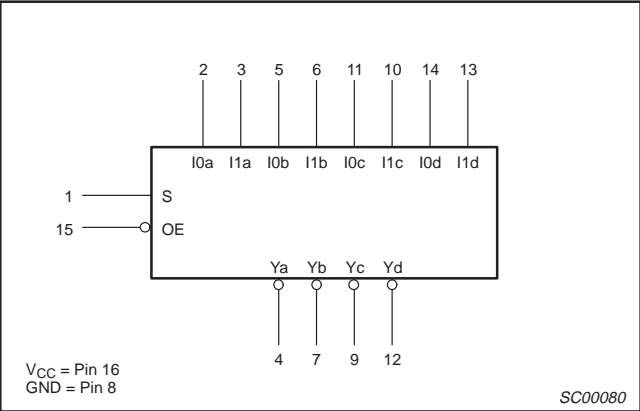 2 3 5 6 11 10 14 13
I0a I1a I0b I1b I0c I1c I0d I1d
1 S
15 OE
Ya Yb Yc Yd
4 7 9 12
VCC = Pin 16
GND = Pin 8
SC00080